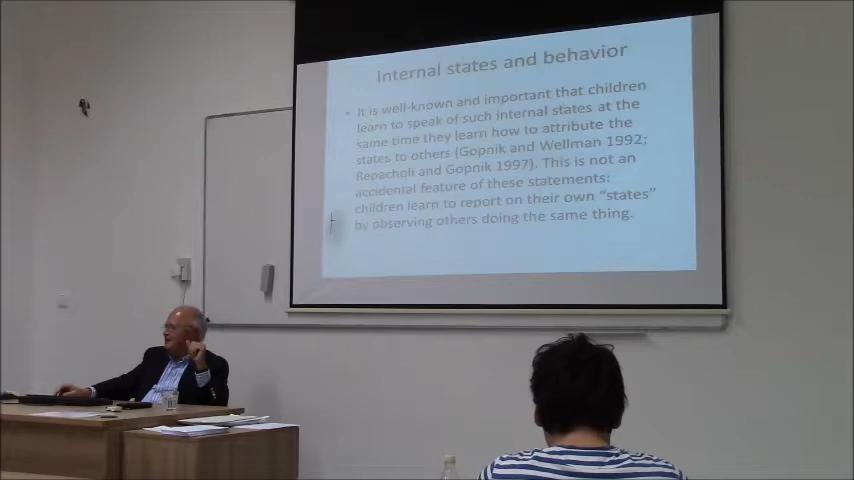 Internal states and behavior
• It is well-known and important that children
learn to speak of such internal states at the
same time they learn how to attribute the
states to others (Gopnik and Wellman 1992;
Repacholi and Gopnik 1997). This is not an
accidental feature of these statements:
children learn to report on their own “states”
by observing others doing the same thing.